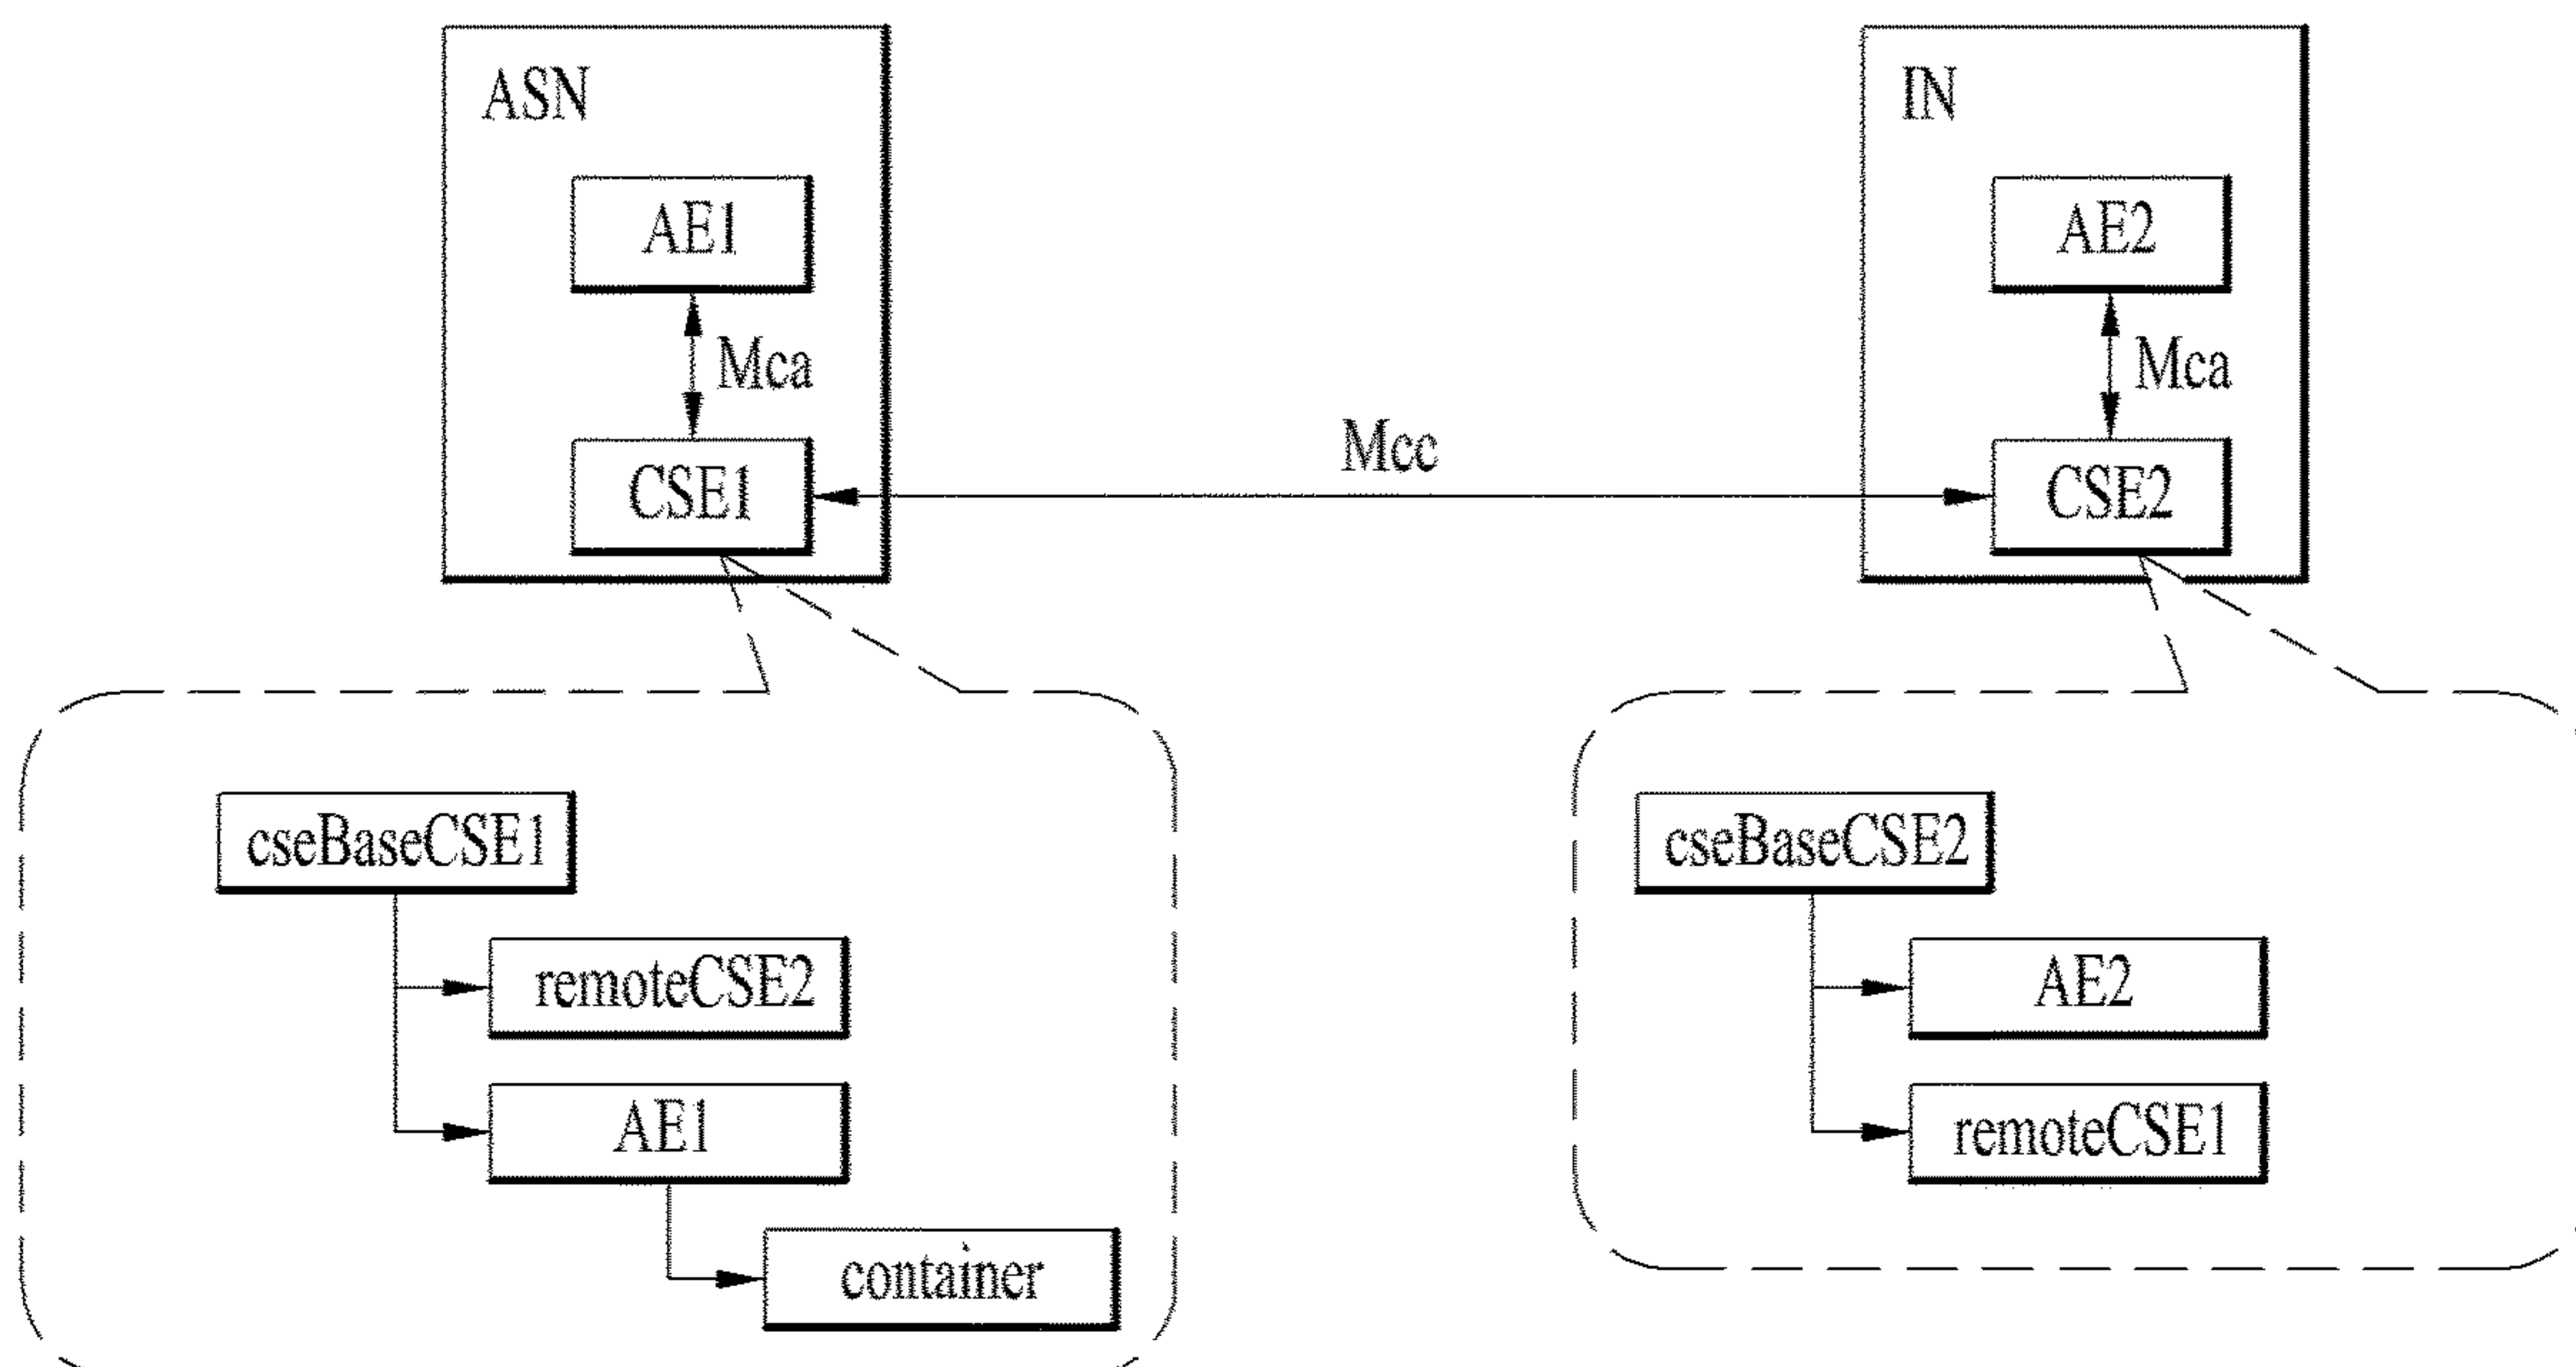 ASN
AE1
Mca
CSE1
Mcc
IN
AE2
Mca
CSE2
cseBaseCSE1
remoteCSE2
AE1
container
cseBaseCSE2
AE2
remoteCSE1